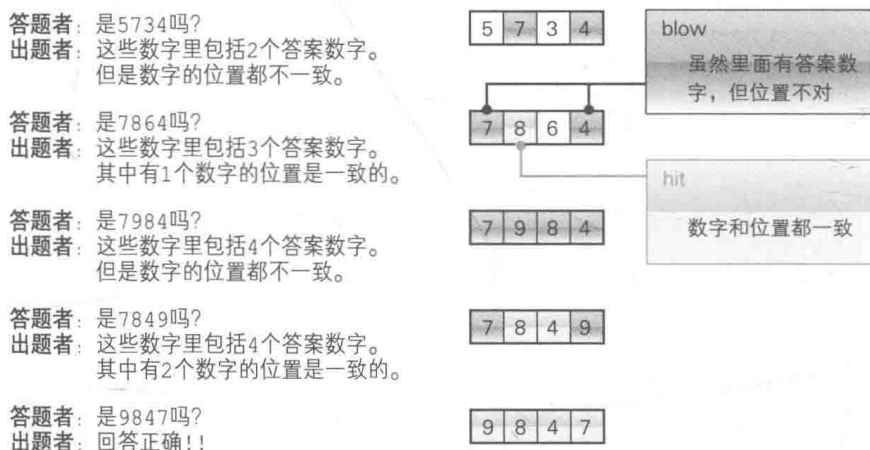 答题者：是5734吗？
出题者：这些数字里包括2个答案数字。
但是数字的位置都不一致。
5 7 3 4
blow
虽然里面有答案数
字，但位置不对
答题者：是7864吗？
出题者：这些数字里包括3个答案数字。
其中有1个数字的位置是一致的。
7 8 6 4
hit
数字和位置都一致
答题者：是7984吗？
出题者：这些数字里包括4个答案数字。
但是数字的位置都不一致。
7 9 8 4
答题者：是7849吗？
出题者：这些数字里包括4个答案数字。
其中有2个数字的位置是一致的。
7 8 4 9
答题者：是9847吗？
出题者：回答正确！！
9 8 4 7